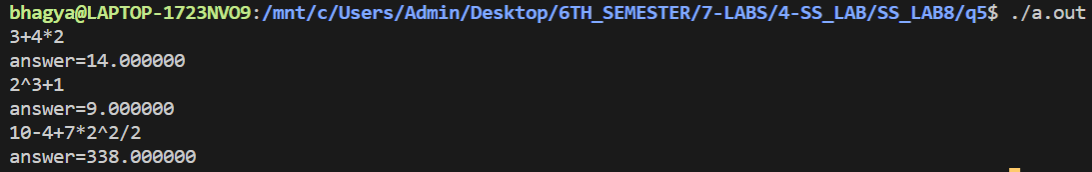 bhagya@LAPTOP-1723NVO9:/mnt/c/Users/Admin/Desktop/6TH_SEMESTER/7-LABS/4-SS_LAB/SS_LAB8/q5$ ./a.out
3+4*2
answer=14.000000
2^3+1
answer=9.000000
10-4+7*2^2/2
answer=338.000000